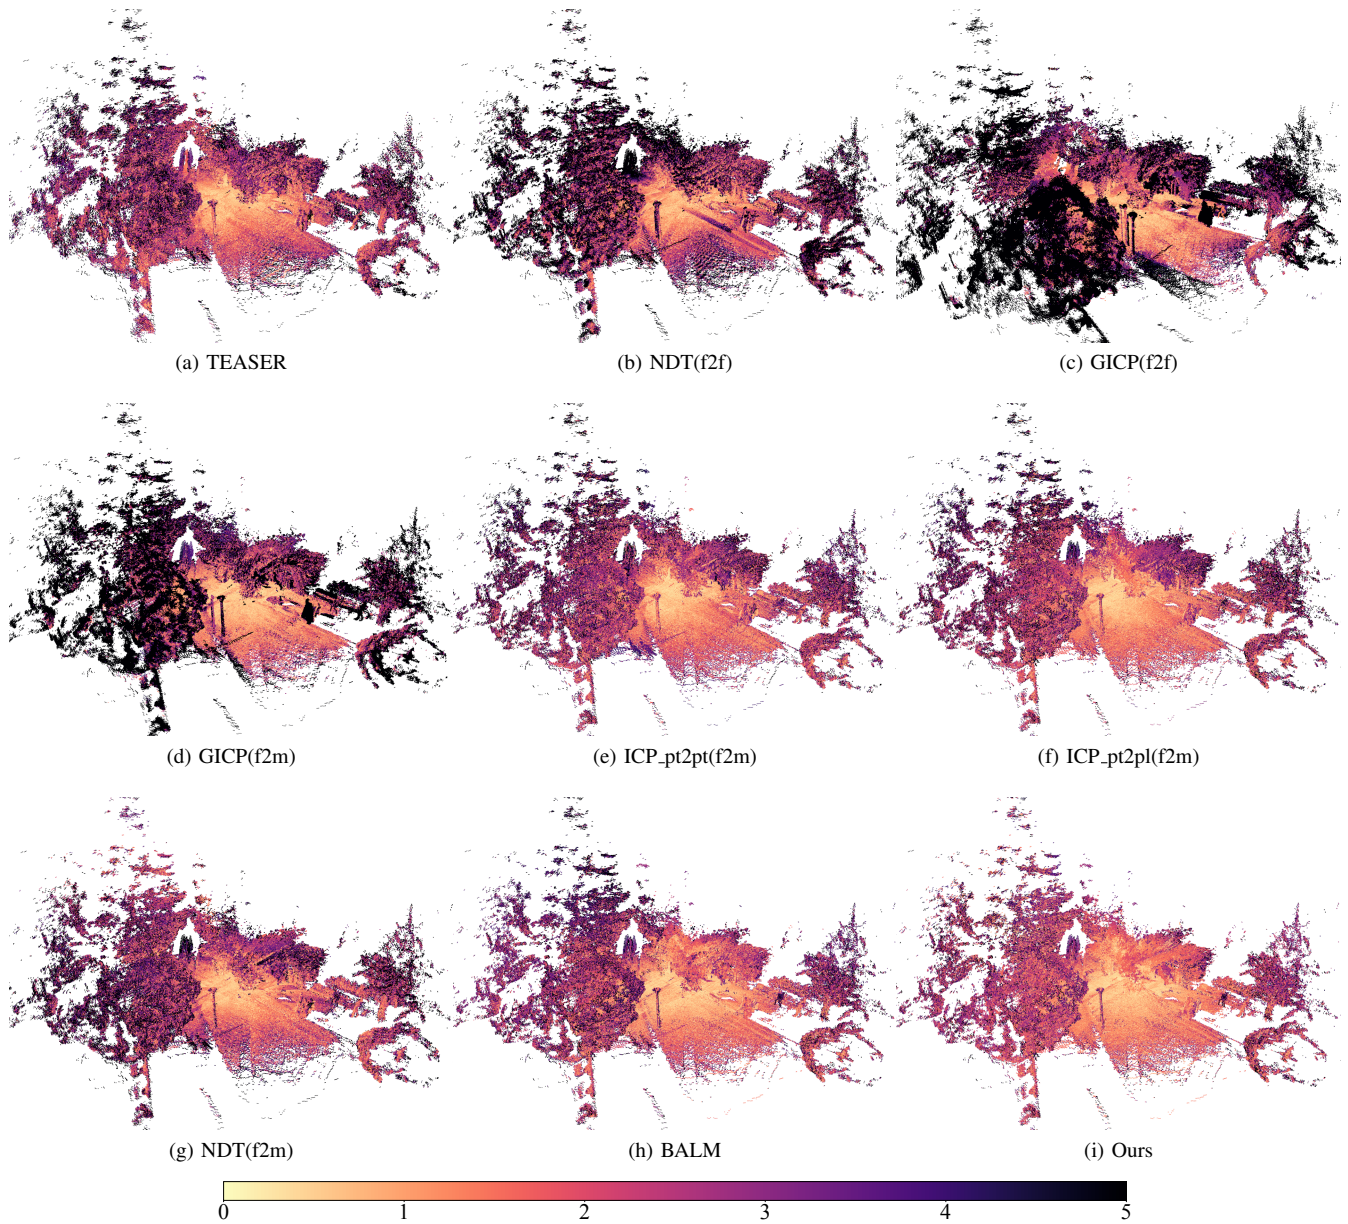 (a) TEASER
(b) NDT(f2f)
(c) GICP(f2f)
(d) GICP(f2m)
(e) ICP_pt2pt(f2m)
(f) ICP_pt2pl(f2m)
(g) NDT(f2m)
(h) BALM
(i) Ours
0 1 2 3 4 5